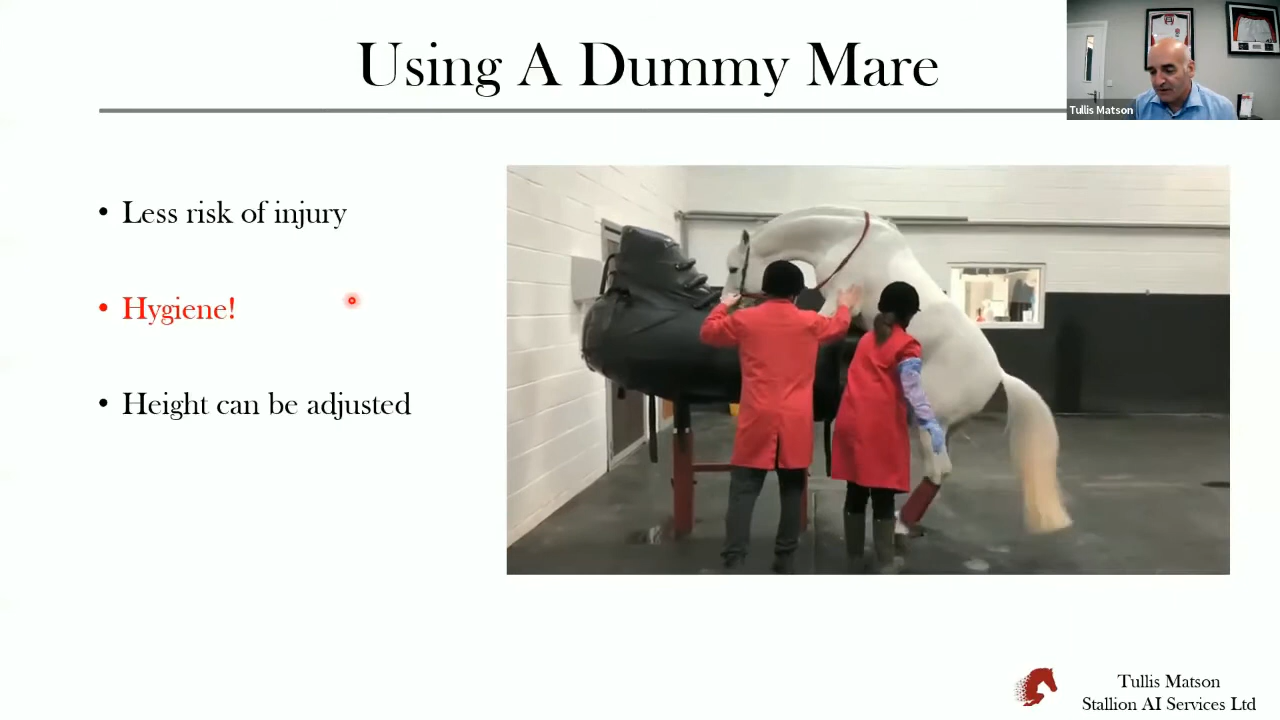 Using A Dummy Mare
Tullis Matson
• Less risk of injury
• Hygiene!
• Height can be adjusted
Tullis Matson
Stallion AI Services Ltd